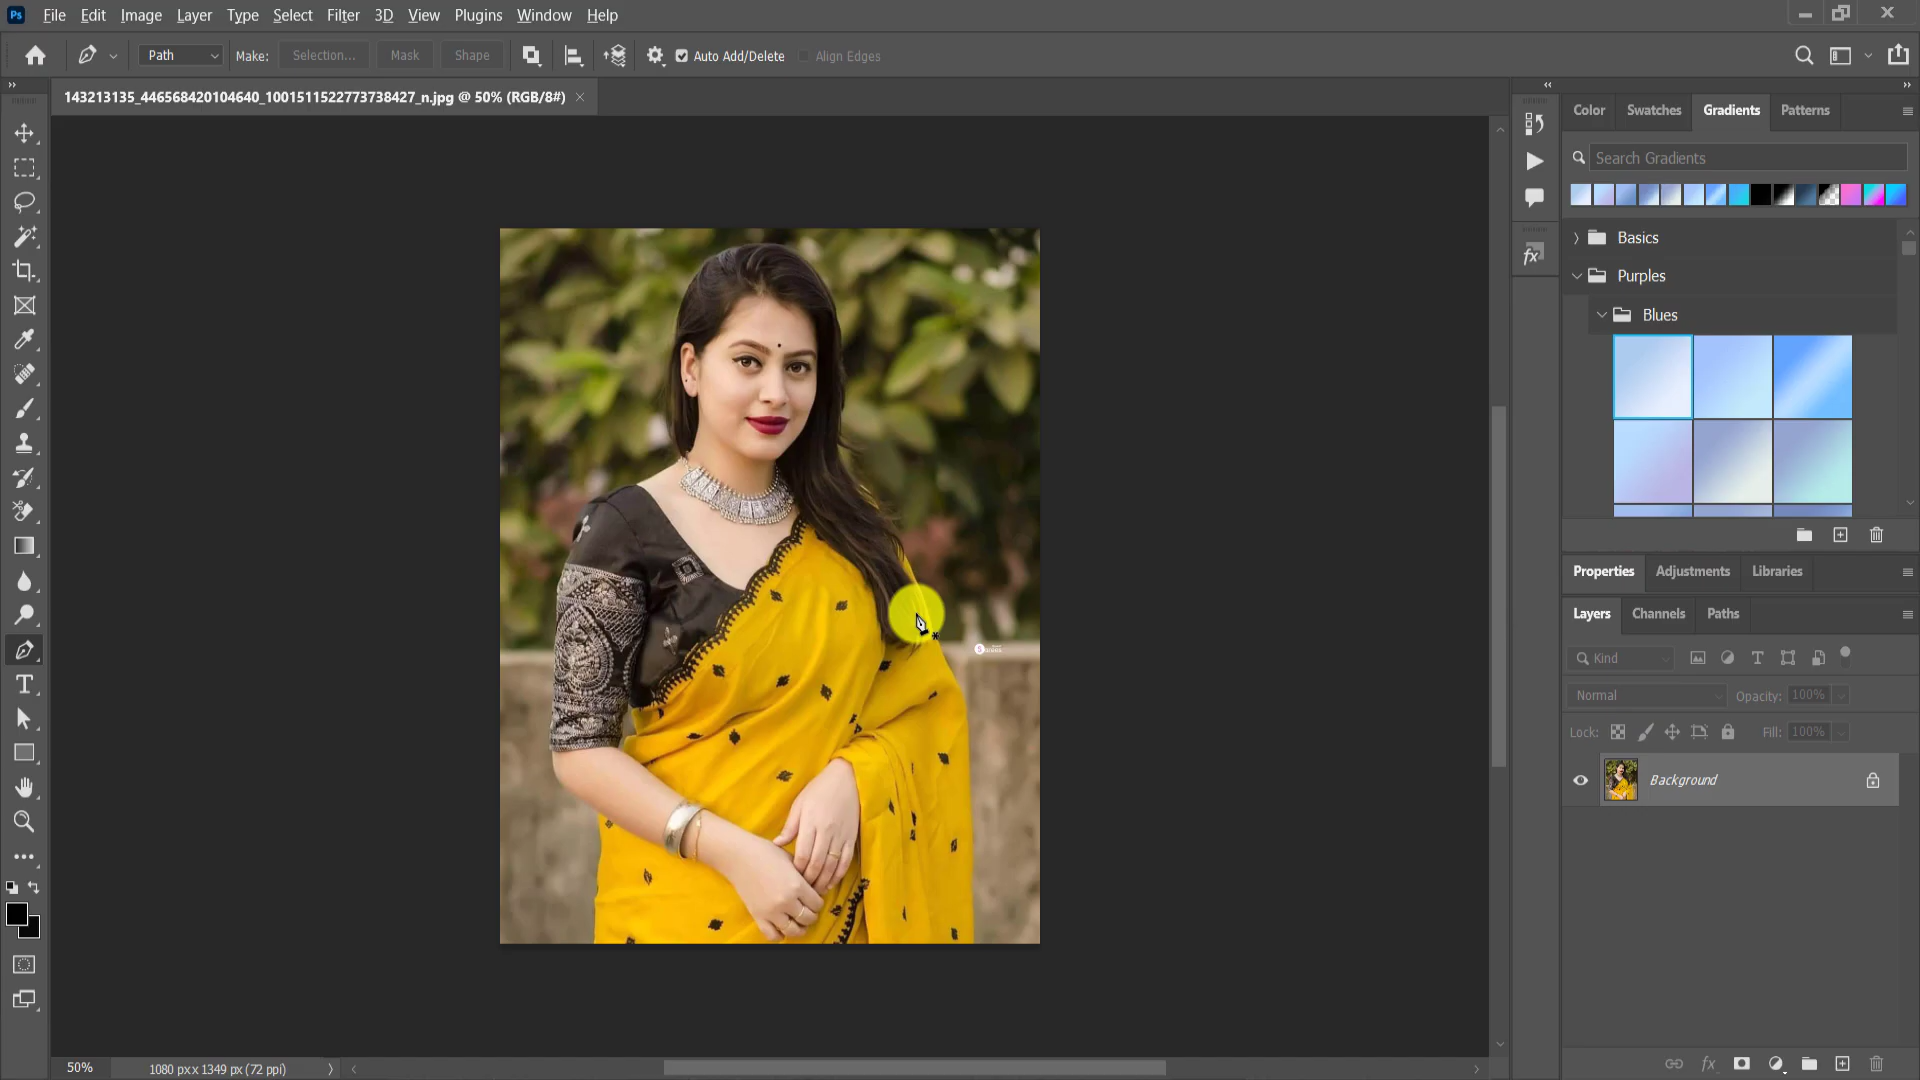 Ps File Edit Image Layer Type Select Filter 3D View Plugins Window Help
Path Make: Selection... Mask Shape Auto Add/Delete Align Edges
143213135_446568420104640_1001511522773738427_n.jpg @ 50% (RGB/8#)
Color Swatches Gradients Patterns
Search Gradients
Basics
Purples
Blues
Properties Adjustments Libraries
Layers Channels Paths
Kind
Normal Opacity: 100%
Lock: Fill: 100%
Background
fx
T
50% 1080 px x 1349 px (72 ppi)
fx